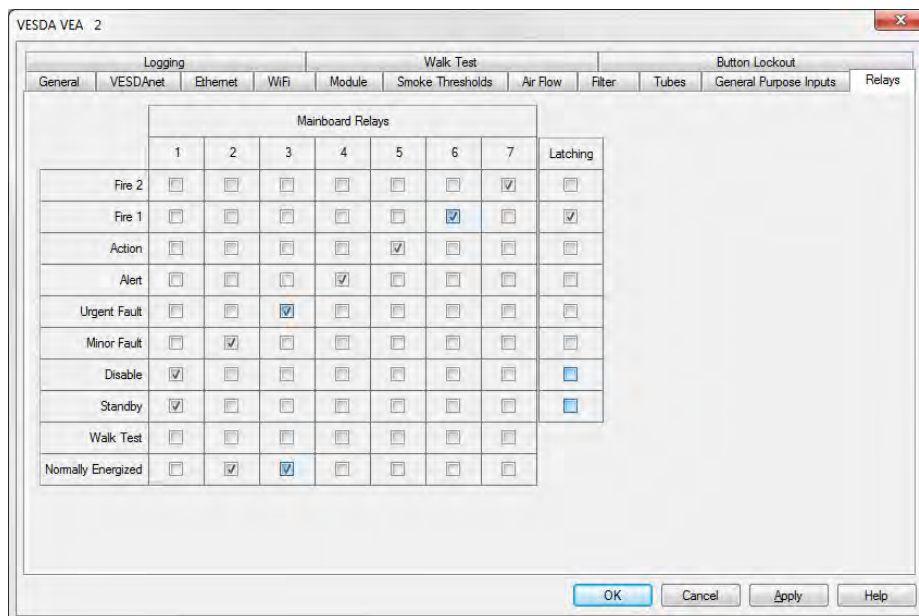 VESDA VEA 2
Logging Walk Test Button Lockout
General VESDAnet Ethernet WiFi Module Smoke Thresholds Air Flow Filter Tubes General Purpose Inputs Relays
Mainboard Relays
1 2 3 4 5 6 7 Latching
Fire 2
Fire 1
Action
Alert
Urgent Fault
Minor Fault
Disable
Standby
Walk Test
Normally Energized
OK Cancel Apply Help